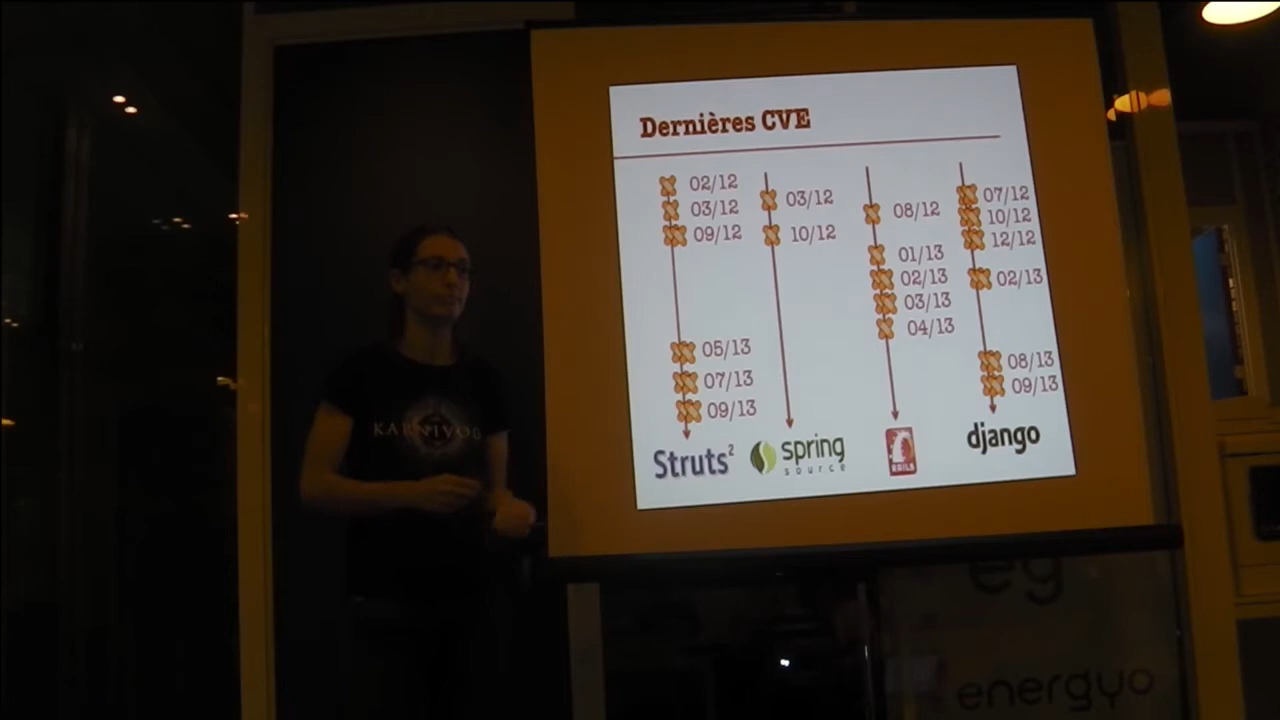 Dernières CVE
02/12
03/12
09/12
05/13
07/13
09/13
Struts²
03/12
10/12
spring
source
08/12
01/13
02/13
03/13
04/13
RAILS
07/12
10/12
12/12
02/13
08/13
09/13
django
eg
energyo